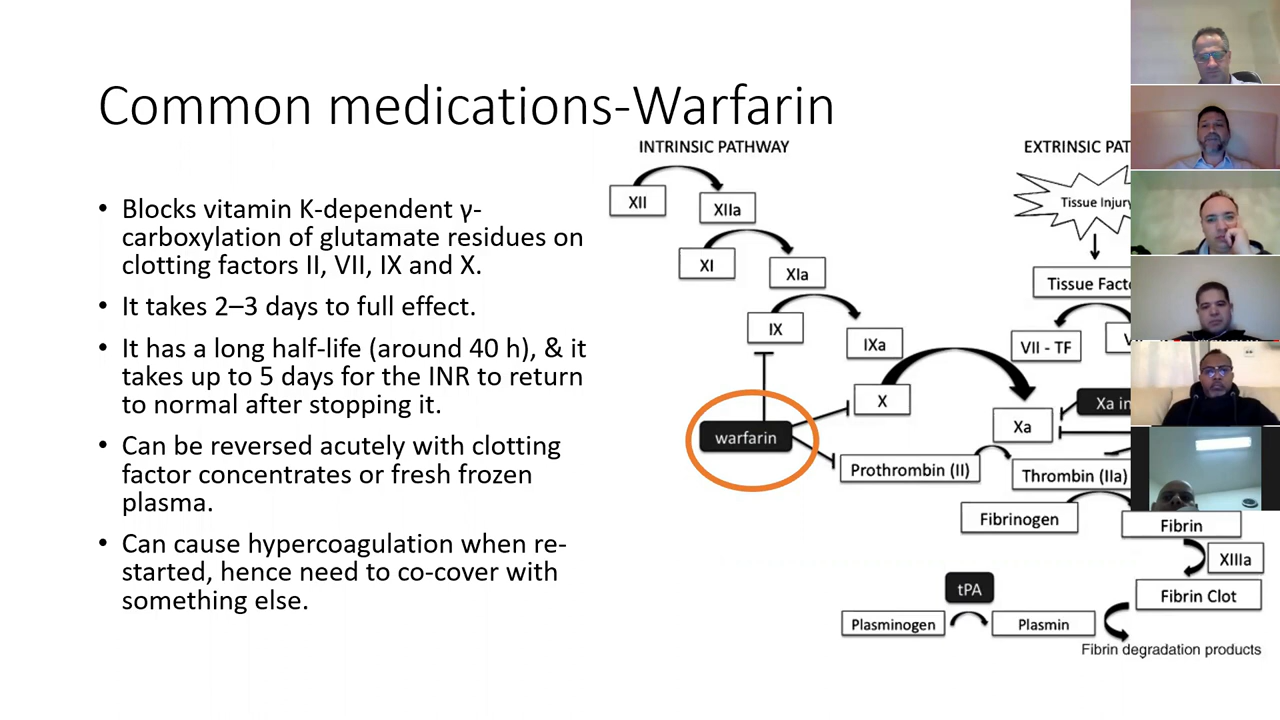 Common medications-Warfarin
• Blocks vitamin K-dependent γ-
carboxylation of glutamate residues on
clotting factors II, VII, IX and X.
• It takes 2–3 days to full effect.
• It has a long half-life (around 40 h), & it
takes up to 5 days for the INR to return
to normal after stopping it.
• Can be reversed acutely with clotting
factor concentrates or fresh frozen
plasma.
• Can cause hypercoagulation when re-
started, hence need to co-cover with
something else.
INTRINSIC PATHWAY
EXTRINSIC PAT
XII
XIIa
Tissue Injury
XI
XIa
Tissue Facto
IX
IXa
VII - TF
X
Xa in
Xa
warfarin
Prothrombin (II)
Thrombin (IIa)
Fibrinogen
Fibrin
XIIIa
tPA
Fibrin Clot
Plasminogen
Plasmin
Fibrin degradation products